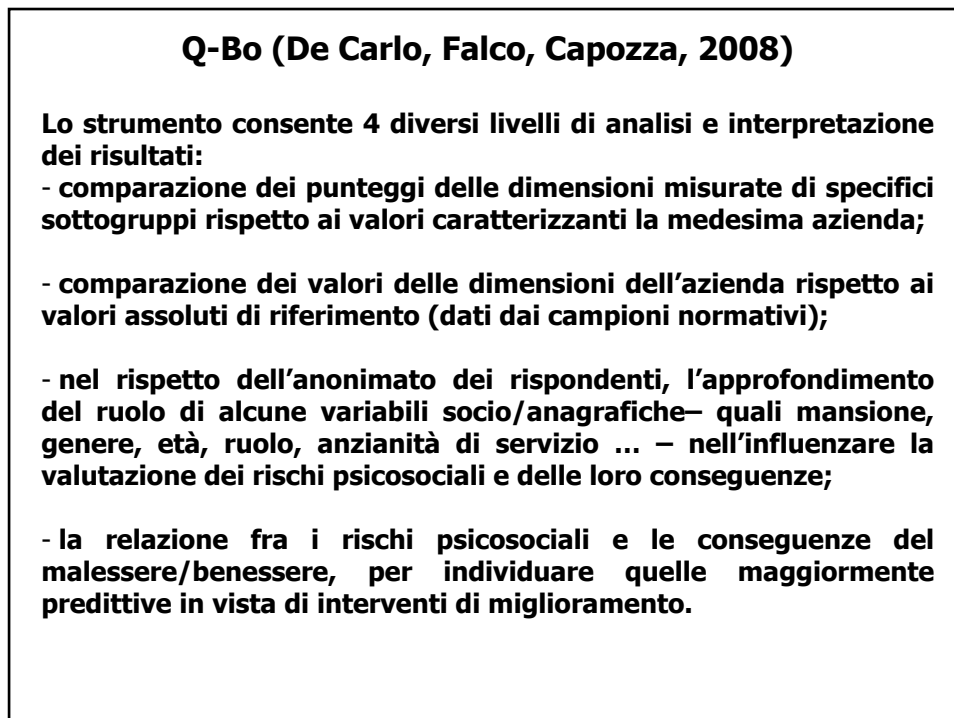 Q-Bo (De Carlo, Falco, Capozza, 2008)
Lo strumento consente 4 diversi livelli di analisi e interpretazione
dei risultati:
- comparazione dei punteggi delle dimensioni misurate di specifici
sottogruppi rispetto ai valori caratterizzanti la medesima azienda;
- comparazione dei valori delle dimensioni dell’azienda rispetto ai
valori assoluti di riferimento (dati dai campioni normativi);
- nel rispetto dell’anonimato dei rispondenti, l’approfondimento
del ruolo di alcune variabili socio/anagrafiche– quali mansione,
genere, età, ruolo, anzianità di servizio … – nell’influenzare la
valutazione dei rischi psicosociali e delle loro conseguenze;
- la relazione fra i rischi psicosociali e le conseguenze del
malessere/benessere, per individuare quelle maggiormente
predittive in vista di interventi di miglioramento.